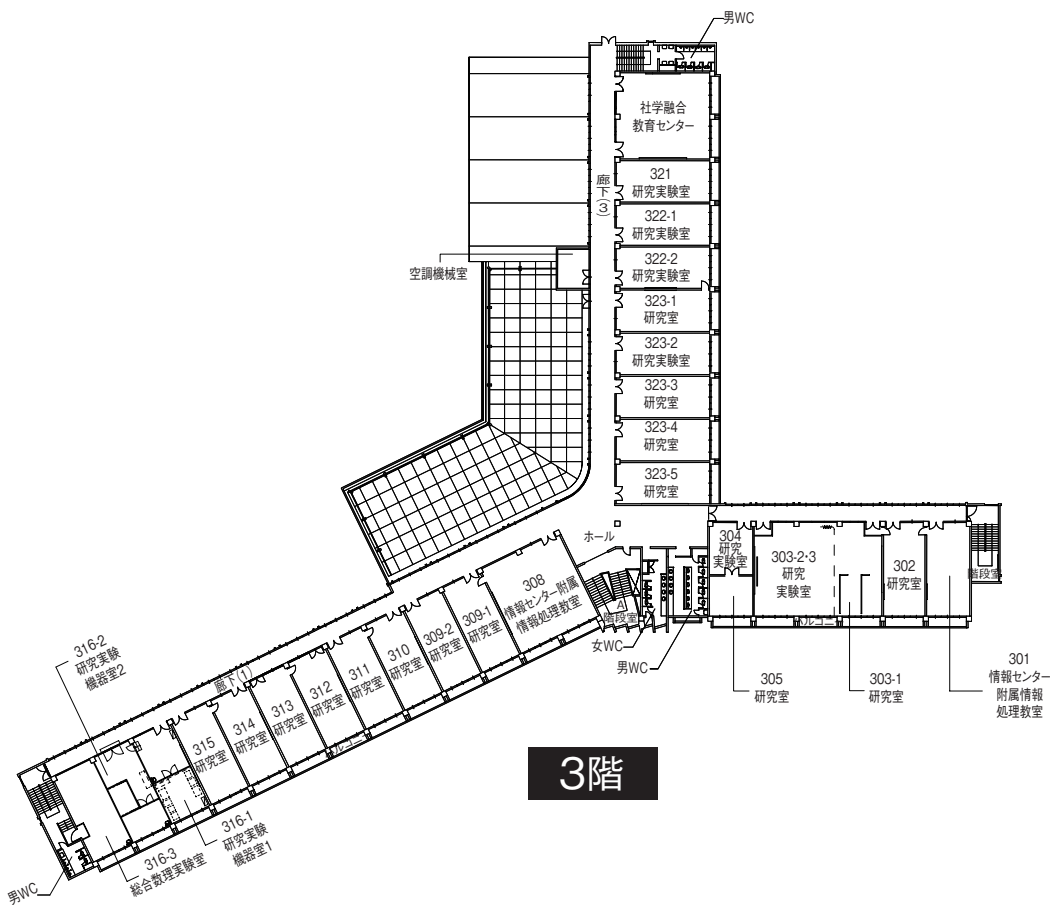 男WC
社学融合
教育センター
廊下(3)
321
研究実験室
322-1
研究実験室
322-2
研究実験室
空調機械室
323-1
研究室
323-2
研究実験室
323-3
研究室
323-4
研究室
323-5
研究室
ホール
304
研究
実験室
303-2・3
研究
実験室
302
研究室
階段室
308
情報センター附属
情報処理教室
A
階段室
女WC
男WC
バルコニー
305
研究室
303-1
研究室
301
情報センター
附属情報
処理教室
309-1
研究室
309-2
研究室
310
研究室
311
研究室
312
研究室
313
研究室
314
研究室
315
研究室
廊下(1)
バルコニー
316-2
研究実験
機器室2
316-1
研究実験
機器室1
316-3
総合数理実験室
男WC
3階